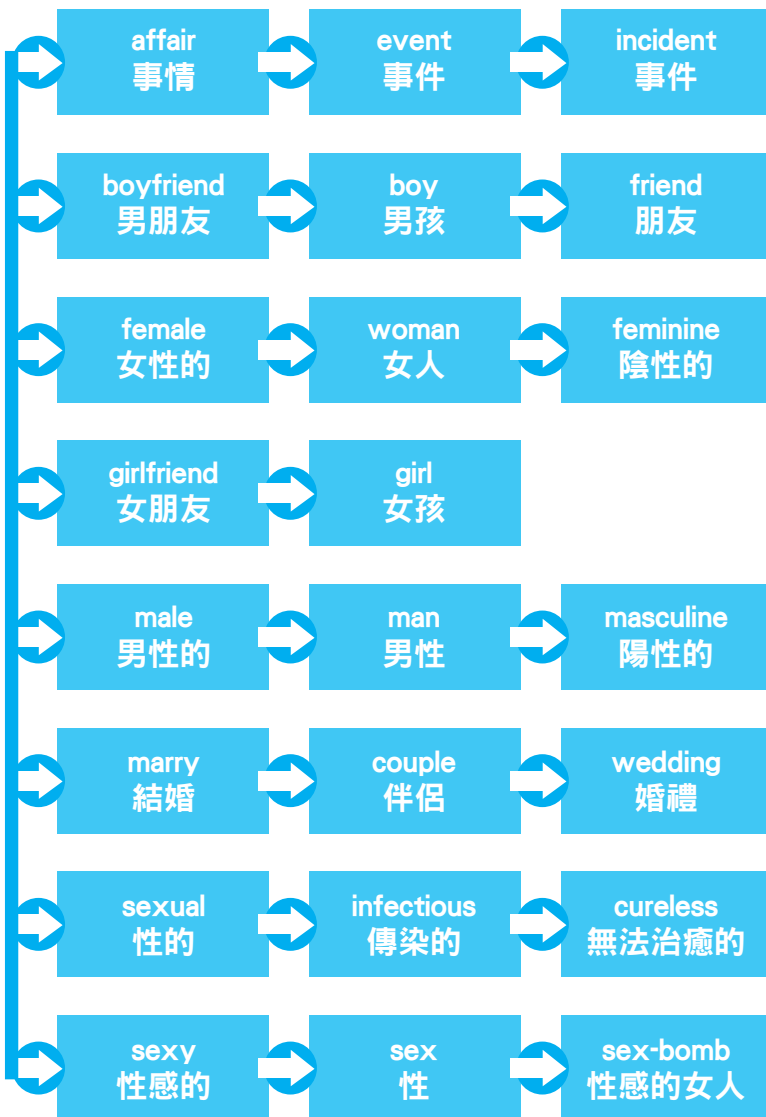 affair
事情
event
事件
incident
事件
boyfriend
男朋友
boy
男孩
friend
朋友
female
女性的
woman
女人
feminine
陰性的
girlfriend
女朋友
girl
女孩
male
男性的
man
男性
masculine
陽性的
marry
結婚
couple
伴侶
wedding
婚禮
sexual
性的
infectious
傳染的
cureless
無法治癒的
sexy
性感的
sex
性
sex-bomb
性感的女人